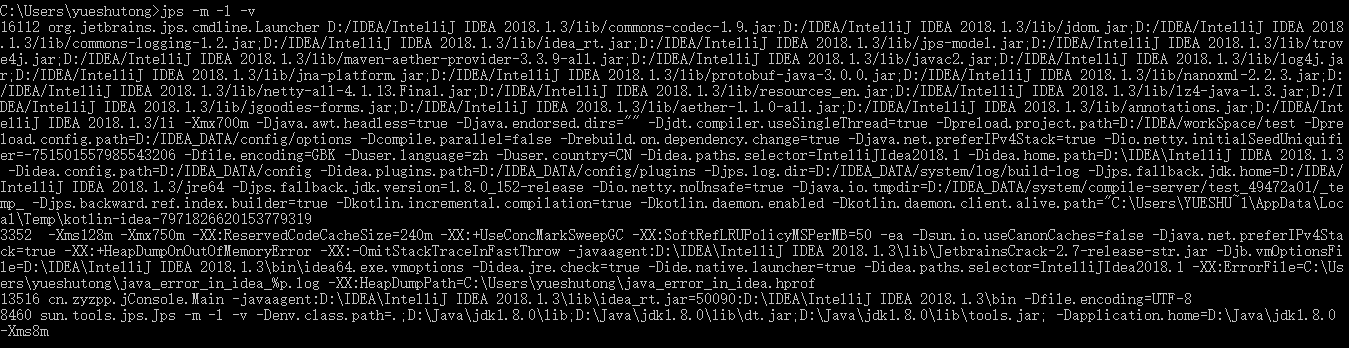 C:\Users\yueshutong>jps -m -l -v
16112 org.jetbrains.jps.cmdline.Launcher D:/IDEA/IntelliJ IDEA 2018.1.3/lib/commons-codec-1.9.jar;D:/IDEA/IntelliJ IDEA 2018.1.3/lib/jdom.jar;D:/IDEA/IntelliJ IDEA 2018
.1.3/lib/commons-logging-1.2.jar;D:/IDEA/IntelliJ IDEA 2018.1.3/lib/idea_rt.jar;D:/IDEA/IntelliJ IDEA 2018.1.3/lib/jps-model.jar;D:/IDEA/IntelliJ IDEA 2018.1.3/lib/trov
e4j.jar;D:/IDEA/IntelliJ IDEA 2018.1.3/lib/maven-aether-provider-3.3.9-all.jar;D:/IDEA/IntelliJ IDEA 2018.1.3/lib/javac2.jar;D:/IDEA/IntelliJ IDEA 2018.1.3/lib/log4j.ja
r;D:/IDEA/IntelliJ IDEA 2018.1.3/lib/jna-platform.jar;D:/IDEA/IntelliJ IDEA 2018.1.3/lib/protobuf-java-3.0.0.jar;D:/IDEA/IntelliJ IDEA 2018.1.3/lib/nanoxml-2.2.3.jar;D:
/IDEA/IntelliJ IDEA 2018.1.3/lib/netty-all-4.1.13.Final.jar;D:/IDEA/IntelliJ IDEA 2018.1.3/lib/resources_en.jar;D:/IDEA/IntelliJ IDEA 2018.1.3/lib/lz4-java-1.3.jar;D:/I
DEA/IntelliJ IDEA 2018.1.3/lib/jgoodies-forms.jar;D:/IDEA/IntelliJ IDEA 2018.1.3/lib/aether-1.1.0-all.jar;D:/IDEA/IntelliJ IDEA 2018.1.3/lib/annotations.jar;D:/IDEA/Int
elliJ IDEA 2018.1.3/li -Xmx700m -Djava.awt.headless=true -Djava.endorsed.dirs="" -Djdt.compiler.useSingleThread=true -Dpreload.project.path=D:/IDEA/workSpace/test -Dpre
load.config.path=D:/IDEA_DATA/config/options -Dcompile.parallel=false -Drebuild.on.dependency.change=true -Djava.net.preferIPv4Stack=true -Dio.netty.initialSeedUniquifi
er=-751501557985543206 -Dfile.encoding=GBK -Duser.language=zh -Duser.country=CN -Didea.paths.selector=IntelliJIdea2018.1 -Didea.home.path=D:\IDEA\IntelliJ IDEA 2018.1.3
-Didea.config.path=D:/IDEA_DATA/config -Didea.plugins.path=D:/IDEA_DATA/config/plugins -Djps.log.dir=D:/IDEA_DATA/system/log/build-log -Djps.fallback.jdk.home=D:/IDEA/
IntelliJ IDEA 2018.1.3/jre64 -Djps.fallback.jdk.version=1.8.0_152-release -Dio.netty.noUnsafe=true -Djava.io.tmpdir=D:/IDEA_DATA/system/compile-server/test_49472a01/_te
mp_ -Djps.backward.ref.index.builder=true -Dkotlin.incremental.compilation=true -Dkotlin.daemon.enabled -Dkotlin.daemon.client.alive.path="C:\Users\YUESHU~1\AppData\Loc
al\Temp\kotlin-idea-7971826620153779319
3352  -Xms128m -Xmx750m -XX:ReservedCodeCacheSize=240m -XX:+UseConcMarkSweepGC -XX:SoftRefLRUPolicyMSPerMB=50 -ea -Dsun.io.useCanonCaches=false -Djava.net.preferIPv4Sta
ck=true -XX:+HeapDumpOnOutOfMemoryError -XX:-OmitStackTraceInFastThrow -javaagent:D:\IDEA\IntelliJ IDEA 2018.1.3\lib\JetbrainsCrack-2.7-release-str.jar -Djb.vmOptionsFi
le=D:\IDEA\IntelliJ IDEA 2018.1.3\bin\idea64.exe.vmoptions -Didea.jre.check=true -Dide.native.launcher=true -Didea.paths.selector=IntelliJIdea2018.1 -XX:ErrorFile=C:\Us
ers\yueshutong\java_error_in_idea_%p.log -XX:HeapDumpPath=C:\Users\yueshutong\java_error_in_idea.hprof
13516 cn.zyzpp.jConsole.Main -javaagent:D:\IDEA\IntelliJ IDEA 2018.1.3\lib\idea_rt.jar=50090:D:\IDEA\IntelliJ IDEA 2018.1.3\bin -Dfile.encoding=UTF-8
8460 sun.tools.jps.Jps -m -l -v -Denv.class.path=.;D:\Java\jdk1.8.0\lib;D:\Java\jdk1.8.0\lib\dt.jar;D:\Java\jdk1.8.0\lib\tools.jar; -Dapplication.home=D:\Java\jdk1.8.0
-Xms8m